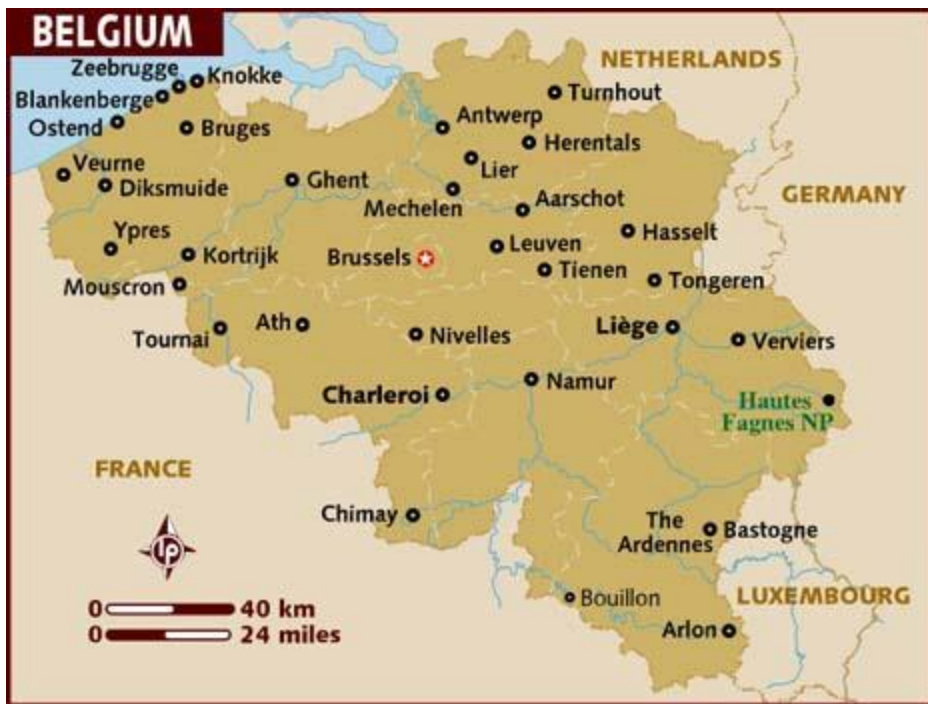 BELGIUM
NETHERLANDS
Zeebrugge
Knokke
Blankenberge
Turnhout
Ostend
Bruges
Antwerp
Herentals
Veurne
Lier
Diksmuide
Ghent
GERMANY
Mechelen
Aarschot
Ypres
Hasselt
Kortrijk
Brussels
Leuven
Tienen
Mouscron
Tongeren
Tournai
Ath
Nivelles
Liège
Verviers
Charleroi
Namur
Hautes
Fagnes NP
FRANCE
Chimay
The
Ardennes
Bastogne
lp
Bouillon
LUXEMBOURG
0 40 km
0 24 miles
Arlon